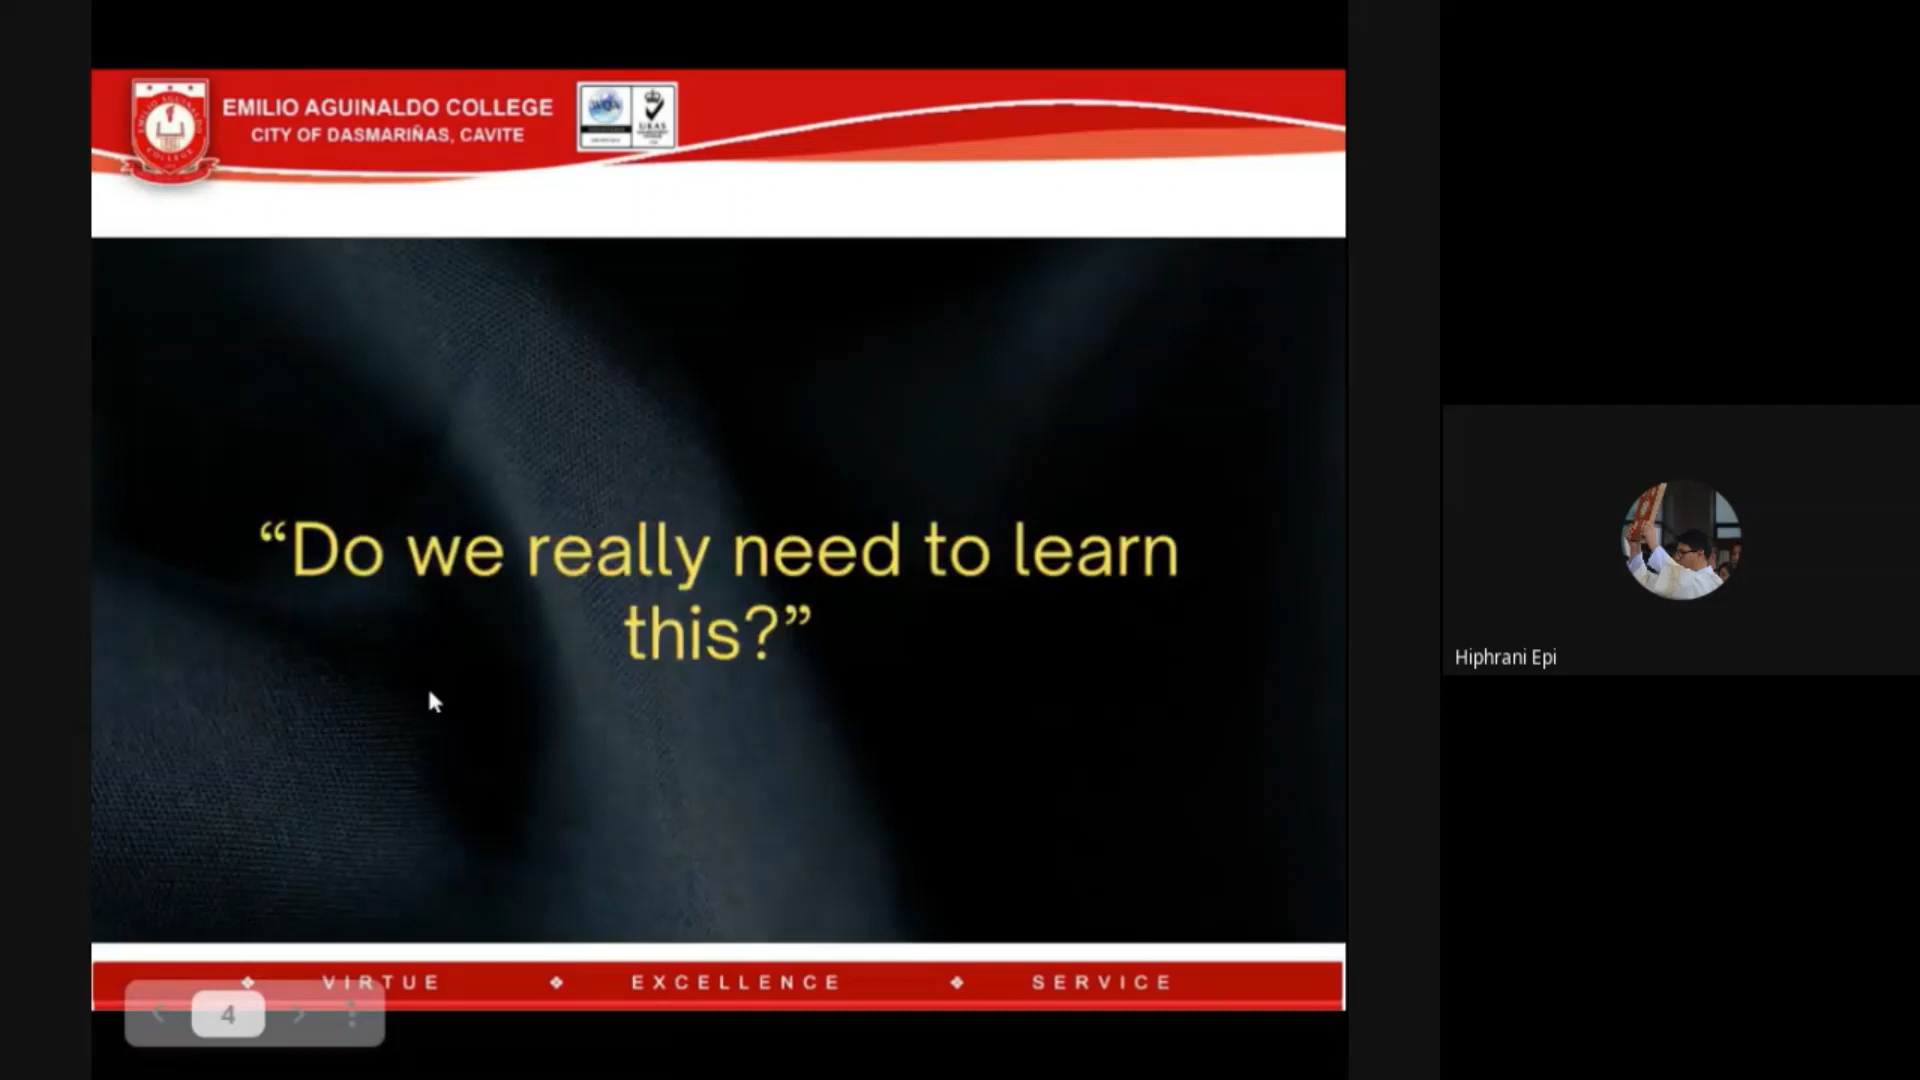 EMILIO AGUINALDO COLLEGE
CITY OF DASMARIÑAS, CAVITE
UKAS
“Do we really need to learn
this?”
Hiphrani Epi
❖ VIRTUE ❖ EXCELLENCE ❖ SERVICE
4